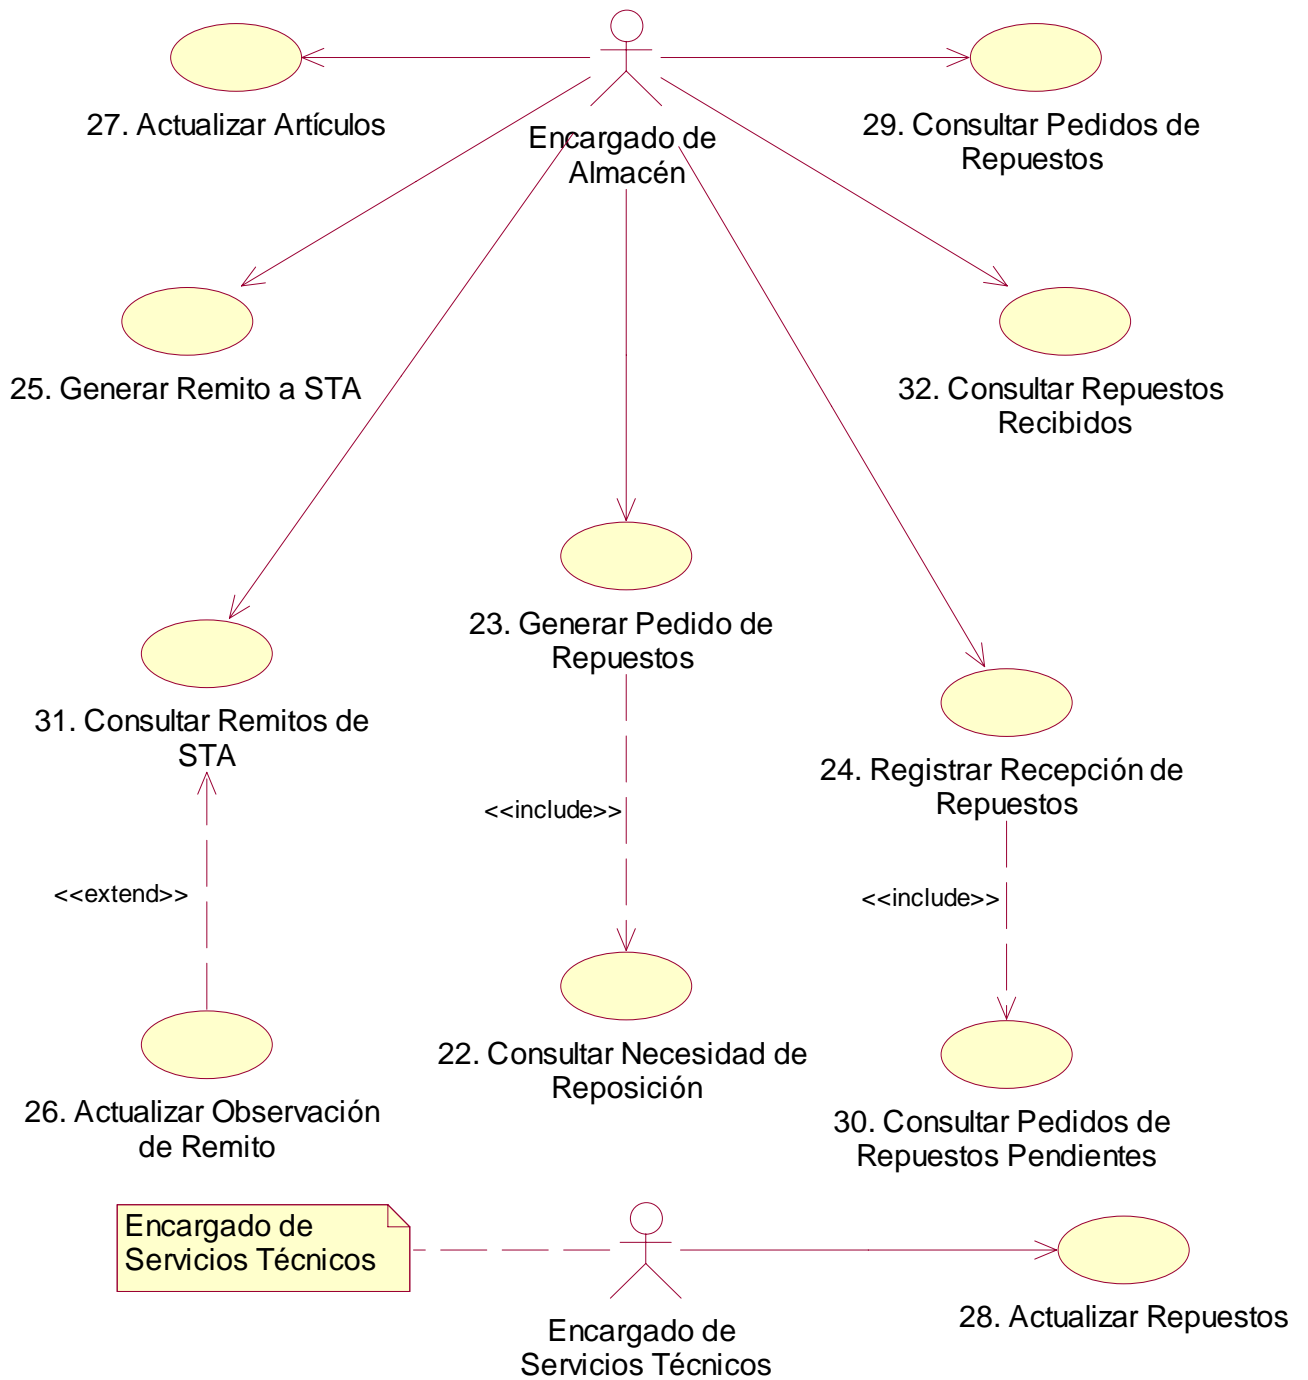 27. Actualizar Artículos
Encargado de
Almacén
29. Consultar Pedidos de
Repuestos
25. Generar Remito a STA
32. Consultar Repuestos
Recibidos
23. Generar Pedido de
Repuestos
31. Consultar Remitos de
STA
24. Registrar Recepción de
Repuestos
<<include>>
<<extend>>
<<include>>
22. Consultar Necesidad de
Reposición
26. Actualizar Observación
de Remito
30. Consultar Pedidos de
Repuestos Pendientes
Encargado de
Servicios Técnicos
Encargado de
Servicios Técnicos
28. Actualizar Repuestos